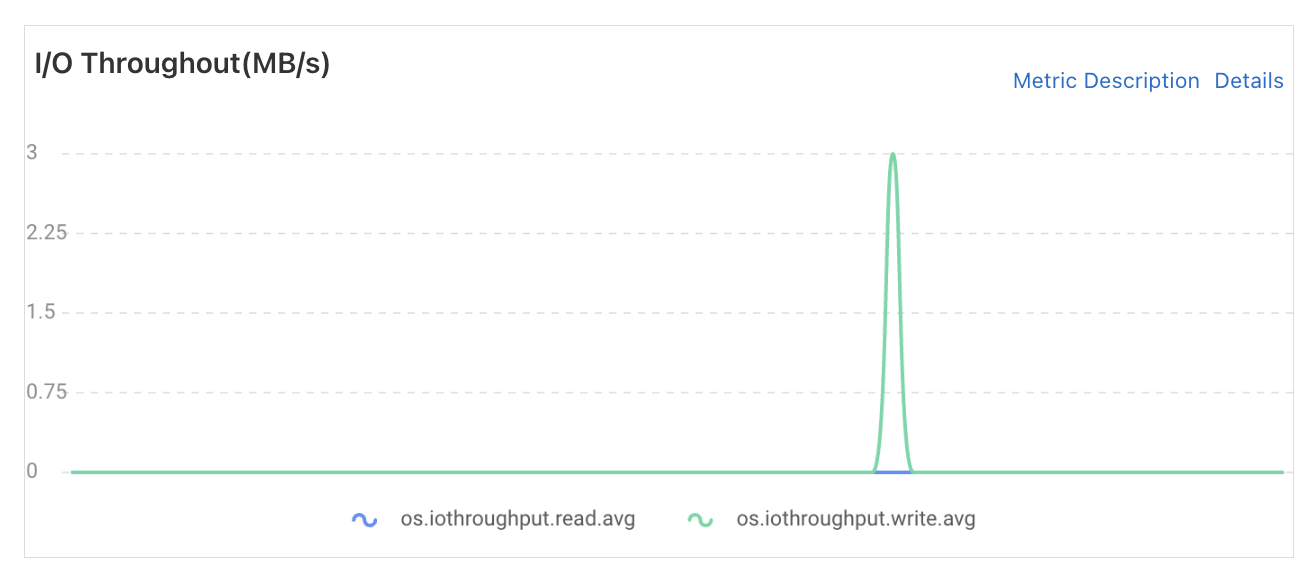 I/O Throughout(MB/s)
Metric Description Details
3
2.25
1.5
0.75
0
os.iothroughput.read.avg os.iothroughput.write.avg